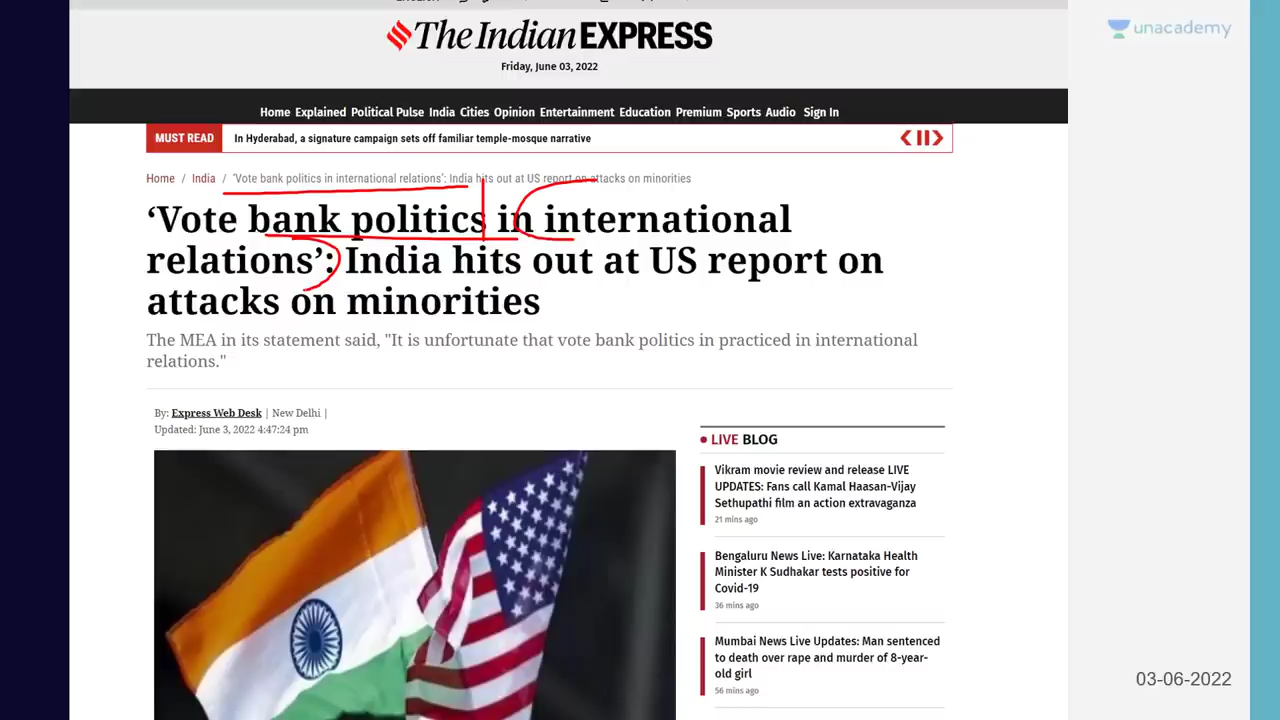 The Indian EXPRESS
unacademy
Friday, June 03, 2022
Home Explained Political Pulse India Cities Opinion Entertainment Education Premium Sports Audio Sign In
MUST READ In Hyderabad, a signature campaign sets off familiar temple-mosque narrative
Home / India / 'Vote bank politics in international relations': India hits out at US report on attacks on minorities
‘Vote bank politics in international
relations’: India hits out at US report on
attacks on minorities
The MEA in its statement said, "It is unfortunate that vote bank politics in practiced in international
relations."
By: Express Web Desk | New Delhi |
Updated: June 3, 2022 4:47:24 pm
LIVE BLOG
Vikram movie review and release LIVE
UPDATES: Fans call Kamal Haasan-Vijay
Sethupathi film an action extravaganza
21 mins ago
Bengaluru News Live: Karnataka Health
Minister K Sudhakar tests positive for
Covid-19
36 mins ago
Mumbai News Live Updates: Man sentenced
to death over rape and murder of 8-year-
old girl
56 mins ago
03-06-2022